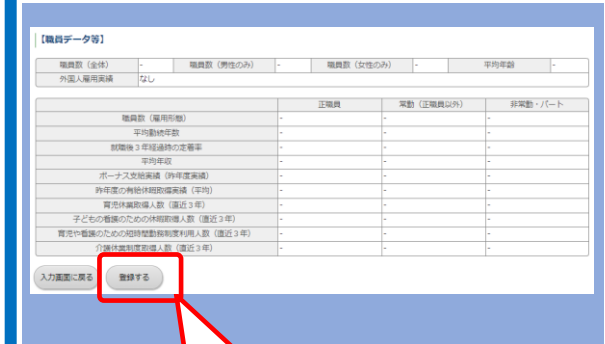 【職員データ等】
職員数（全体） - 職員数（男性のみ） - 職員数（女性のみ） - 平均年齢 -
外国人雇用実績 なし
正職員 常勤（正職員以外） 非常勤・パート
職員数（雇用形態） - - -
平均勤続年数 - - -
就職後３年経過時の定着率 - - -
平均年収 - - -
ボーナス支給実績（昨年度実績） - - -
昨年度の有給休暇取得実績（平均） - - -
育児休業取得人数（直近３年） - - -
子どもの看護のための休暇取得人数（直近３年） - - -
育児や看護のための短時間勤務制度利用人数（直近３年） - - -
介護休業制度取得人数（直近３年） - - -
入力画面に戻る 登録する